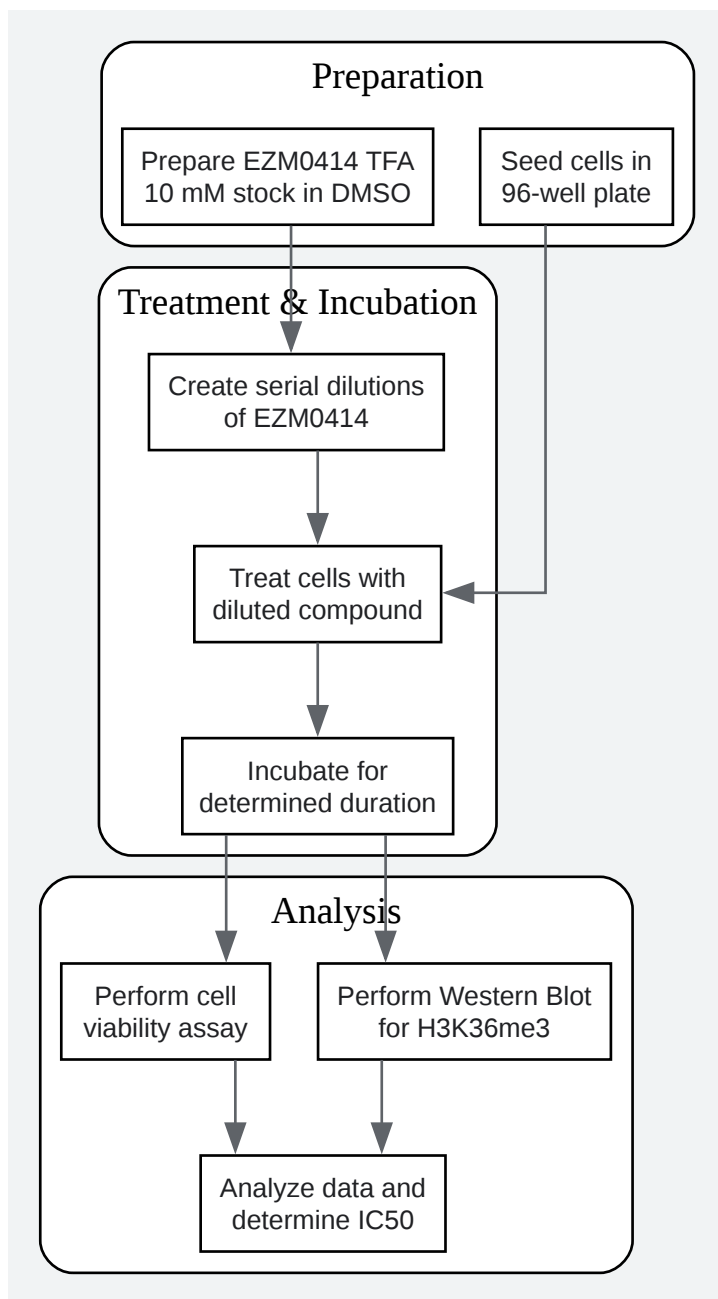 Preparation
Prepare EZM0414 TFA
10 mM stock in DMSO
Seed cells in
96-well plate
Treatment & Incubation
Create serial dilutions
of EZM0414
Treat cells with
diluted compound
Incubate for
determined duration
Analysis
Perform cell
viability assay
Perform Western Blot
for H3K36me3
Analyze data and
determine IC50